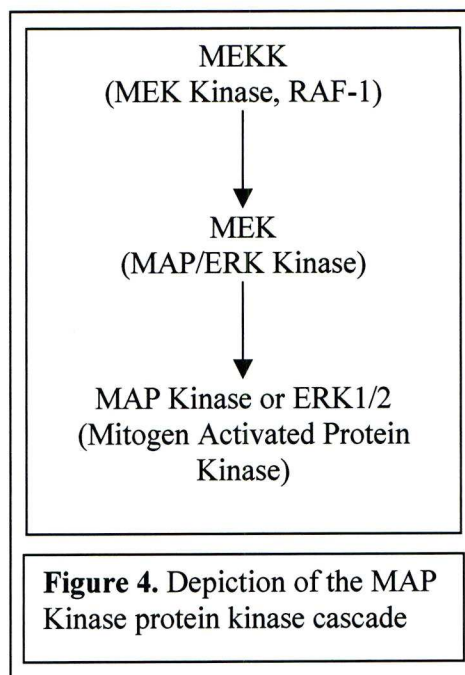 MEKK
(MEK Kinase, RAF-1)
MEK
(MAP/ERK Kinase)
MAP Kinase or ERK1/2
(Mitogen Activated Protein
Kinase)
Figure 4. Depiction of the MAP
Kinase protein kinase cascade